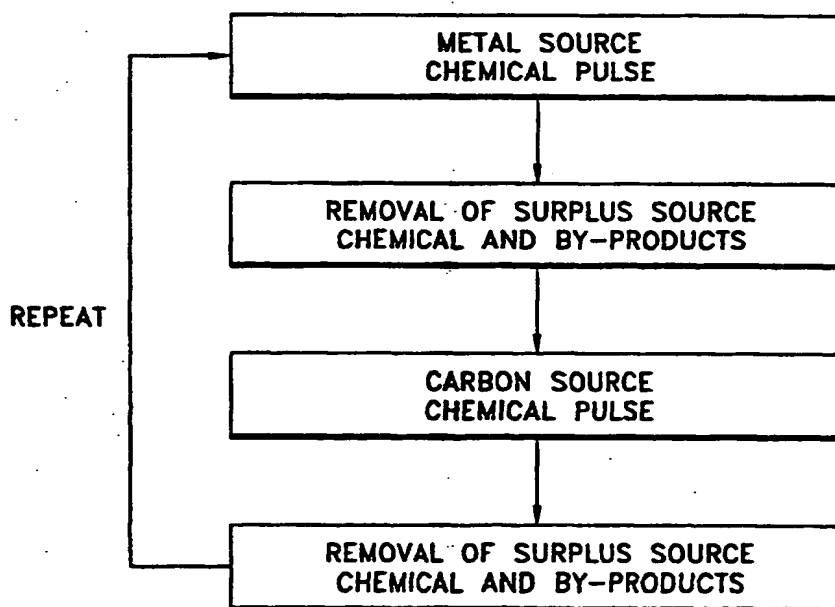 METAL SOURCE
CHEMICAL PULSE
REMOVAL OF SURPLUS SOURCE
CHEMICAL AND BY-PRODUCTS
REPEAT
CARBON SOURCE
CHEMICAL PULSE
REMOVAL OF SURPLUS SOURCE
CHEMICAL AND BY-PRODUCTS